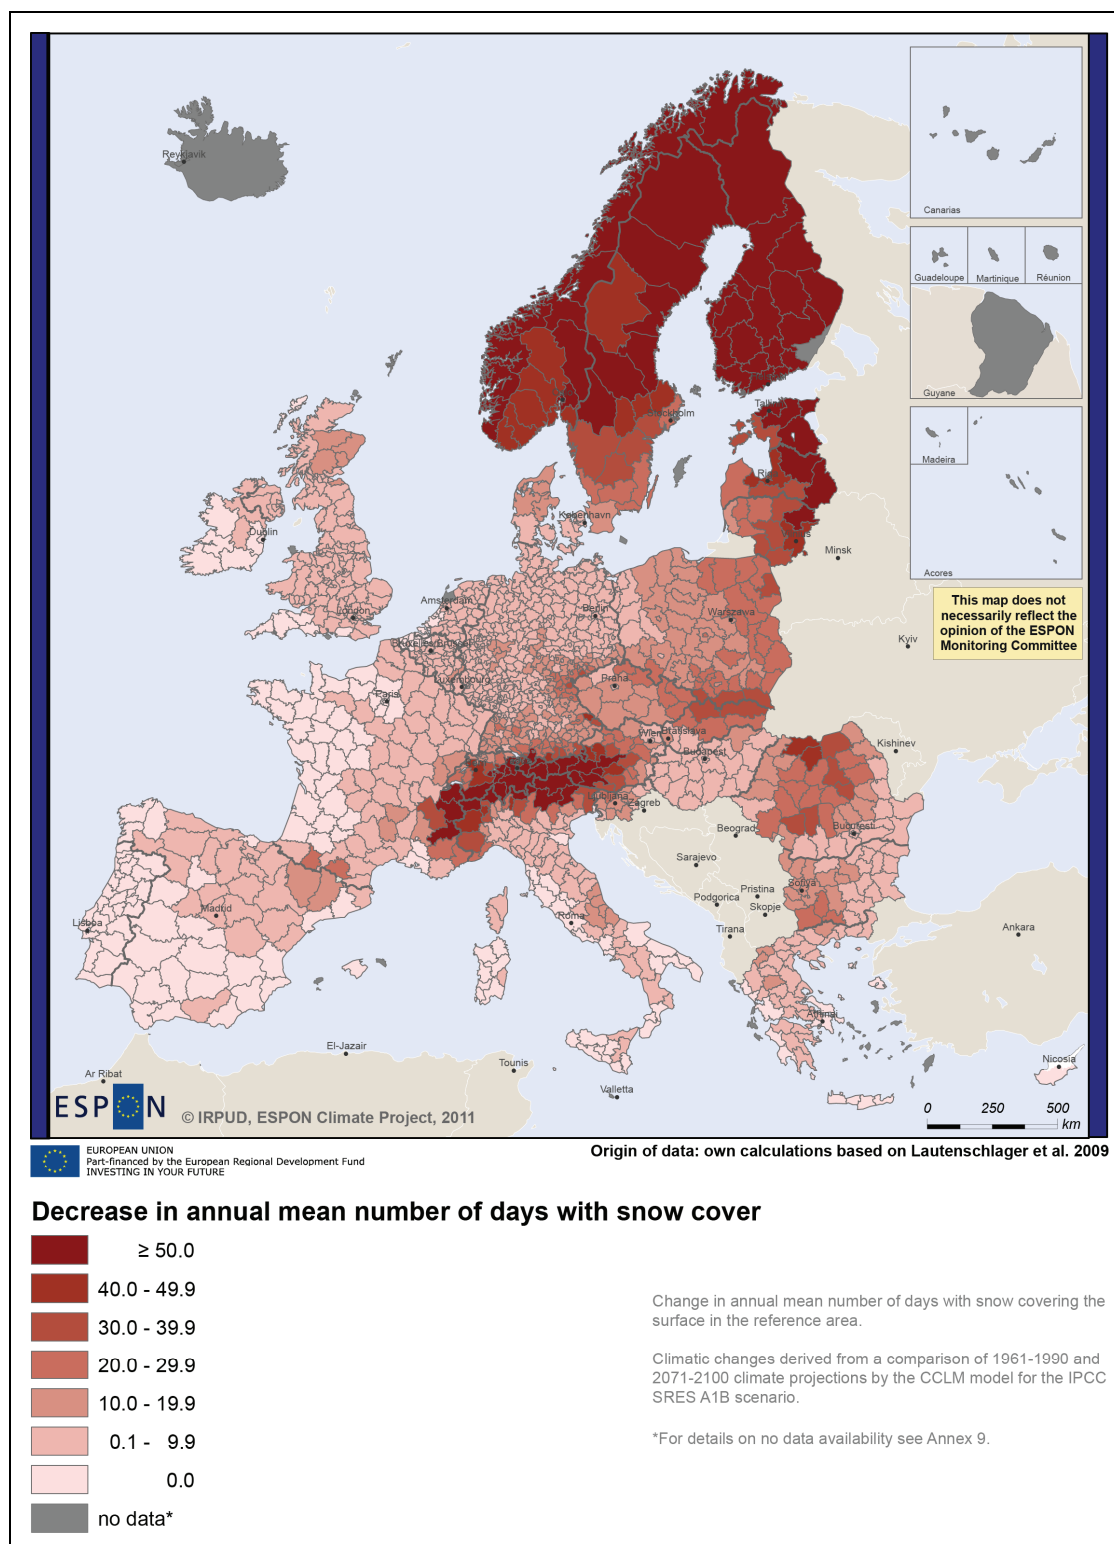 Reykjavik
Canarias
Guadeloupe
Martinique
Réunion
Guyane
Madeira
Acores
This map does not
necessarily reflect the
opinion of the ESPON
Monitoring Committee
Tallinn
Stockholm
København
Dublin
Minsk
Amsterdam
London
Berlin
Warszawa
Kyiv
Luxembourg
Praha
Paris
Wien
Bratislava
Budapest
Kishinev
Ljubljana
Zagreb
Beograd
Bucuresti
Sarajevo
Sofiya
Pristina
Podgorica
Skopje
Madrid
Lisboa
Roma
Tirana
Ankara
Athinai
El-Jazair
Tounis
Nicosia
Ar Ribat
Valletta
ESPON
© IRPUD, ESPON Climate Project, 2011
0 250 500
km
EUROPEAN UNION
Part-financed by the European Regional Development Fund
INVESTING IN YOUR FUTURE
Origin of data: own calculations based on Lautenschlager et al. 2009
Decrease in annual mean number of days with snow cover
≥ 50.0
40.0 - 49.9
30.0 - 39.9
20.0 - 29.9
10.0 - 19.9
0.1 - 9.9
0.0
no data*
Change in annual mean number of days with snow covering the
surface in the reference area.
Climatic changes derived from a comparison of 1961-1990 and
2071-2100 climate projections by the CCLM model for the IPCC
SRES A1B scenario.
*For details on no data availability see Annex 9.